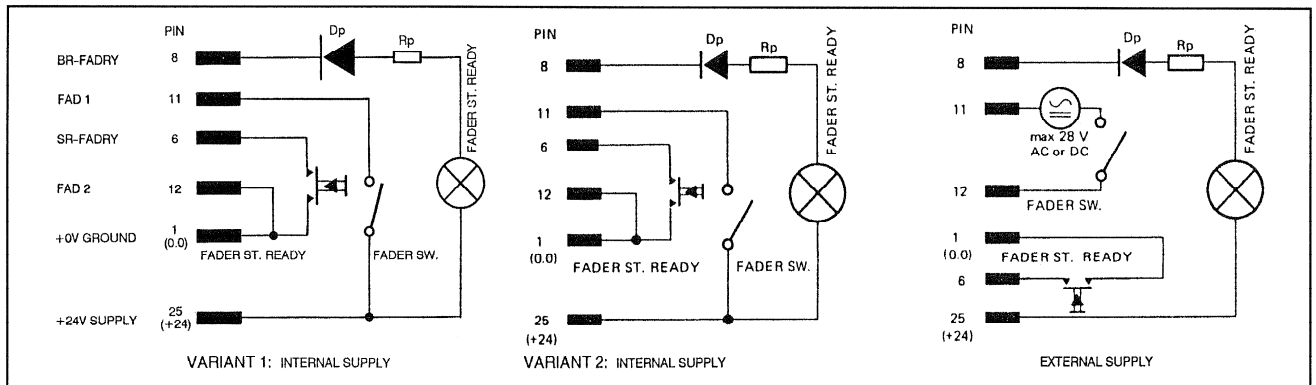 PIN
Dp
Rp
BR-FADRY 8
FAD 1 11
SR-FADRY 6
FAD 2 12
+0V GROUND 1
(0.0)
FADER ST. READY
FADER SW.
FADER ST. READY
+24V SUPPLY 25
(+24)
VARIANT 1: INTERNAL SUPPLY
PIN
Dp
Rp
8
11
6
12
1
(0.0)
FADER ST. READY
FADER SW.
FADER ST. READY
25
(+24)
VARIANT 2: INTERNAL SUPPLY
PIN
Dp
Rp
8
11
max 28 V
AC or DC
12
FADER SW.
1
(0.0)
FADER ST. READY
6
FADER ST. READY
25
(+24)
EXTERNAL SUPPLY